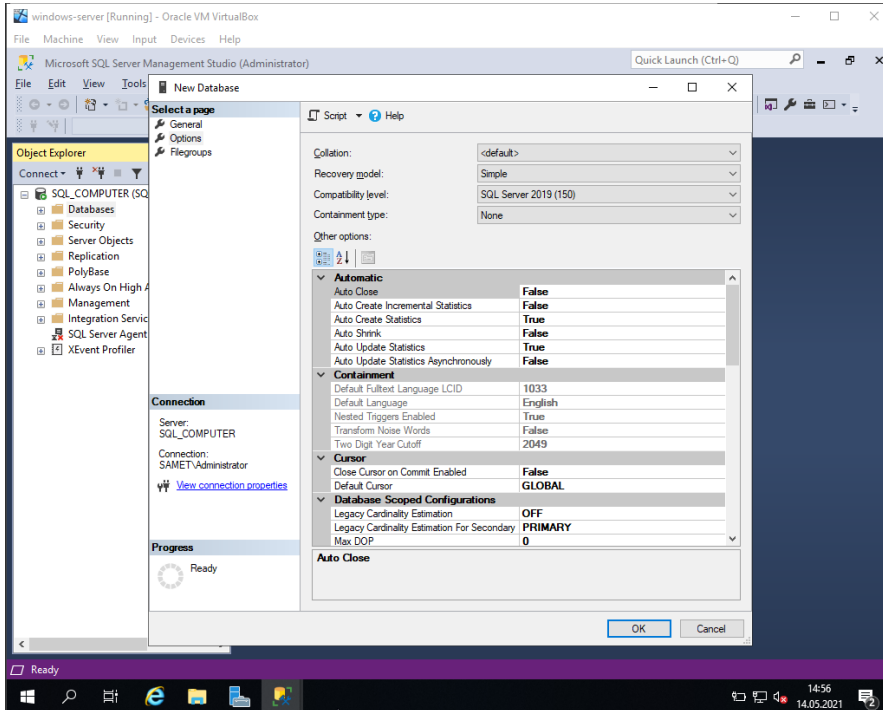 windows-server [Running] - Oracle VM VirtualBox
File Machine View Input Devices Help
Microsoft SQL Server Management Studio (Administrator)
Quick Launch (Ctrl+Q)
File Edit View Tools
New Database
Select a page
General
Options
Filegroups
Script Help
Object Explorer
Connect
SQL_COMPUTER (SQ
Databases
Security
Server Objects
Replication
PolyBase
Always On High A
Management
Integration Servic
SQL Server Agent
XEvent Profiler
Collation: <default>
Recovery model: Simple
Compatibility level: SQL Server 2019 (150)
Containment type: None
Other options:
Automatic
Auto Close False
Auto Create Incremental Statistics False
Auto Create Statistics True
Auto Shrink False
Auto Update Statistics True
Auto Update Statistics Asynchronously False
Containment
Default Fulltext Language LCID 1033
Default Language English
Nested Triggers Enabled True
Transform Noise Words False
Two Digit Year Cutoff 2049
Cursor
Close Cursor on Commit Enabled False
Default Cursor GLOBAL
Database Scoped Configurations
Legacy Cardinality Estimation OFF
Legacy Cardinality Estimation For Secondary PRIMARY
Max DOP 0
Auto Close
Connection
Server:
SQL_COMPUTER
Connection:
SAMET\Administrator
View connection properties
Progress
Ready
OK Cancel
Ready
14:56
14.05.2021
2